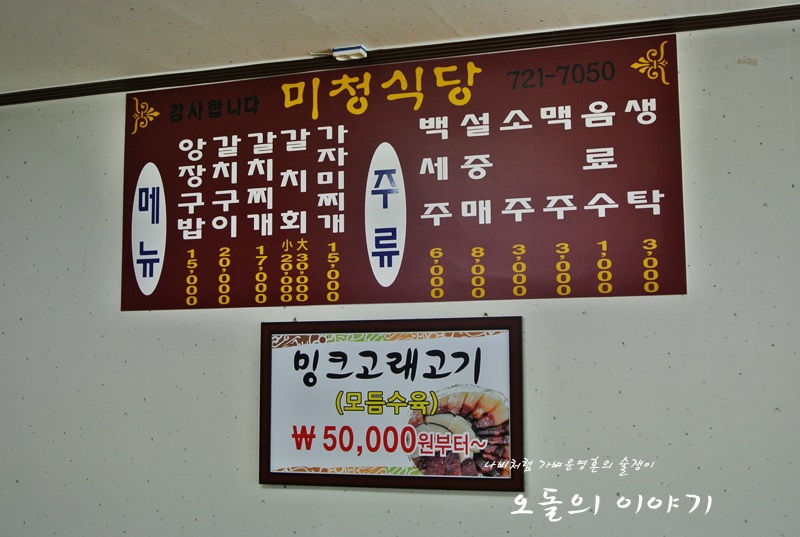 감사합니다 미청식당 721-7050
메뉴
앙장구밥 15,000
갈치구이 20,000
갈치찌개 17,000
갈치회 小 20,000 大 30,000
가자미찌개 15,000
주류
백세주 6,000
설중매 8,000
소주 3,000
맥주 3,000
음료수 1,000
생탁 3,000
밍크고래고기
(모듬수육)
₩ 50,000원부터~
나비처럼 가벼운영혼의 술쟁이
오돌의 이야기